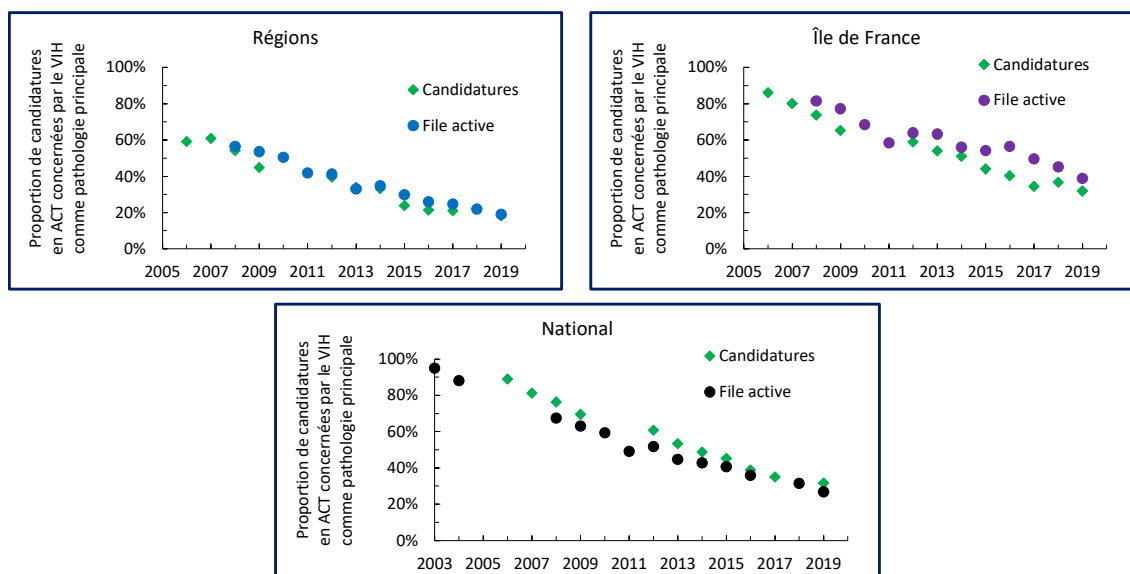 Régions
Proportion de candidatures
en ACT concernées par le VIH
comme pathologie principale
100%
80%
60%
40%
20%
0%
2005 2007 2009 2011 2013 2015 2017 2019
Candidatures
File active
Île de France
Proportion de candidatures
en ACT concernées par le VIH
comme pathologie principale
100%
80%
60%
40%
20%
0%
2005 2007 2009 2011 2013 2015 2017 2019
Candidatures
File active
National
Proportion de candidatures
en ACT concernées par le VIH
comme pathologie principale
100%
80%
60%
40%
20%
0%
2003 2005 2007 2009 2011 2013 2015 2017 2019
Candidatures
File active